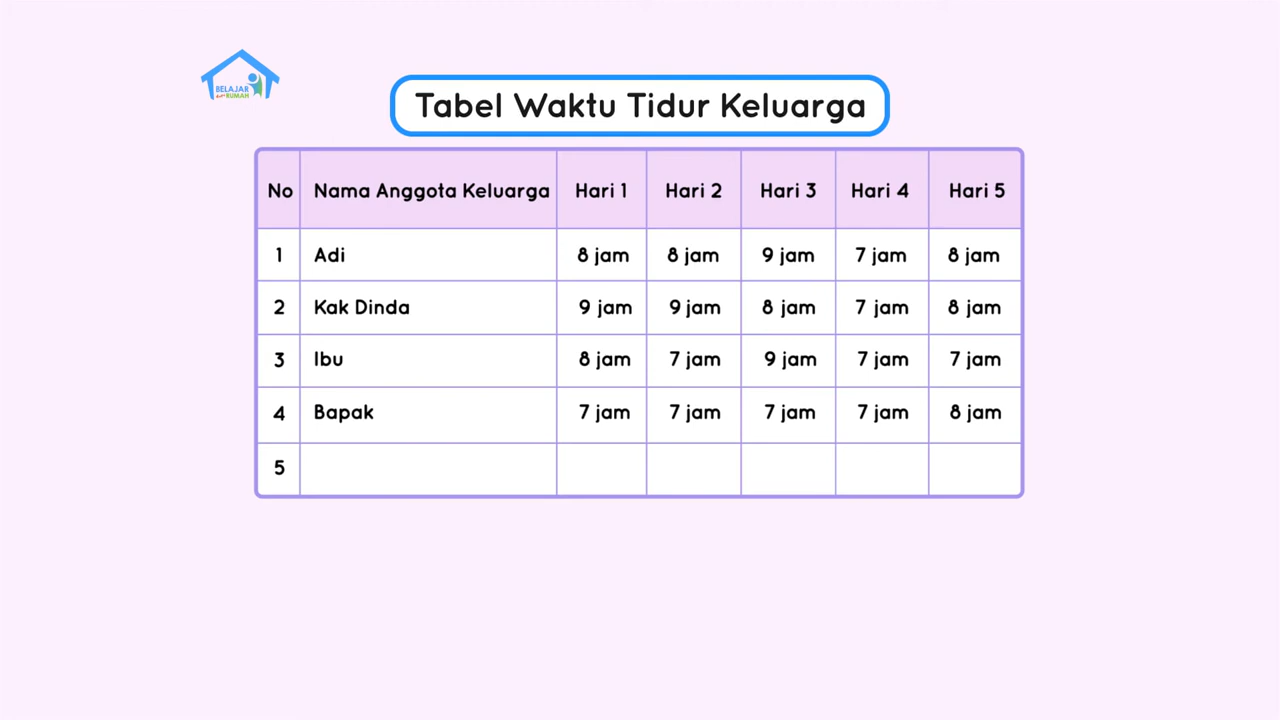 BELAJAR
dari RUMAH
Tabel Waktu Tidur Keluarga
No Nama Anggota Keluarga Hari 1 Hari 2 Hari 3 Hari 4 Hari 5
1 Adi 8 jam 8 jam 9 jam 7 jam 8 jam
2 Kak Dinda 9 jam 9 jam 8 jam 7 jam 8 jam
3 Ibu 8 jam 7 jam 9 jam 7 jam 7 jam
4 Bapak 7 jam 7 jam 7 jam 7 jam 8 jam
5